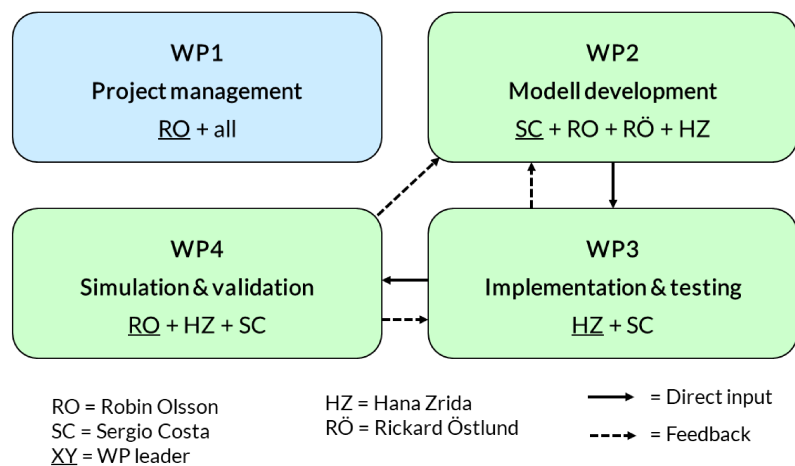 WP1
Project management
RO + all
WP2
Modell development
SC + RO + RÖ + HZ
WP4
Simulation & validation
RO + HZ + SC
WP3
Implementation & testing
HZ + SC
RO = Robin Olsson
SC = Sergio Costa
XY = WP leader
HZ = Hana Zrida
RÖ = Rickard Östlund
= Direct input
= Feedback